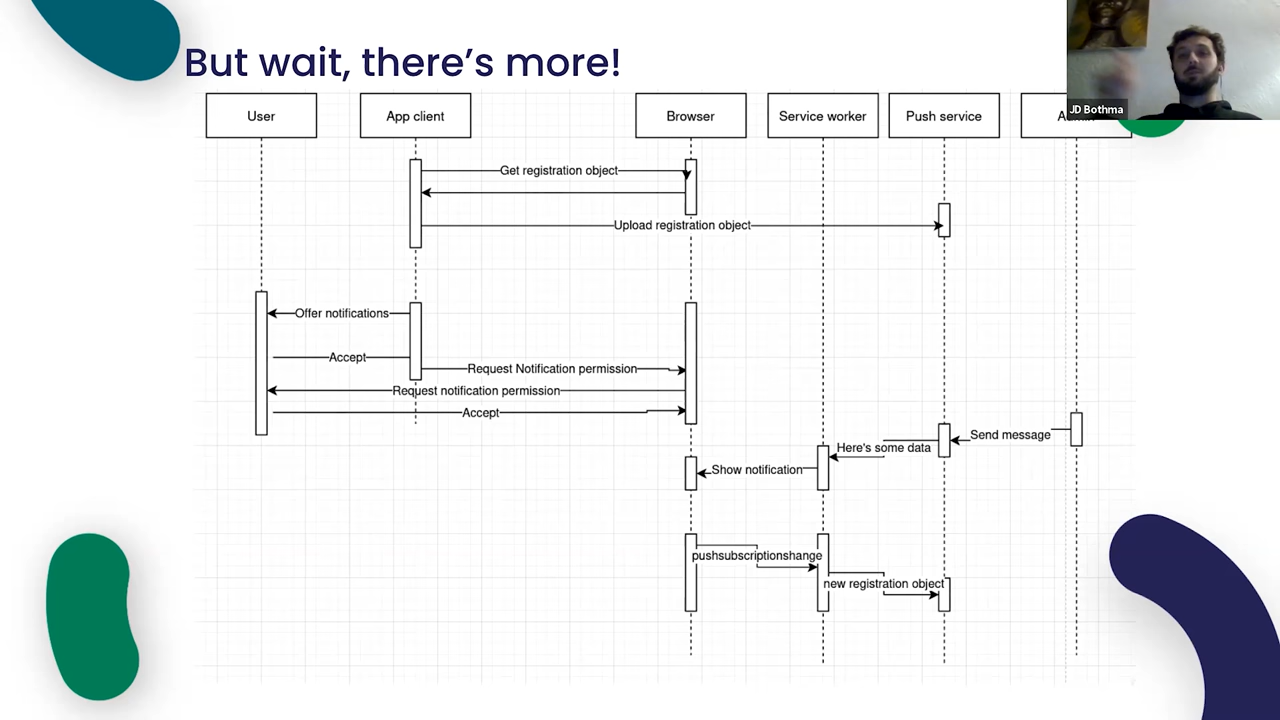 But wait, there's more!
JD Bothma
User
App client
Browser
Service worker
Push service
Get registration object
Upload registration object
Offer notifications
Accept
Request Notification permission
Request notification permission
Accept
Send message
Here's some data
Show notification
pushsubscriptionshange
new registration object